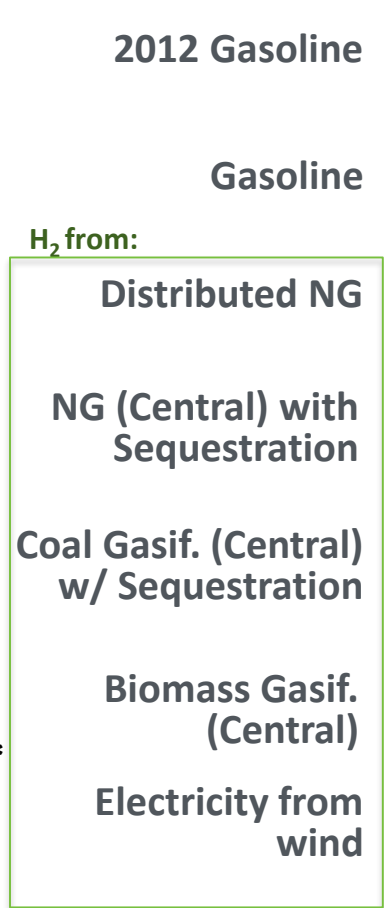 2012 Gasoline
Gasoline
H₂ from:
Distributed NG
NG (Central) with
Sequestration
Coal Gasif. (Central)
w/ Sequestration
Biomass Gasif.
(Central)
Electricity from
wind